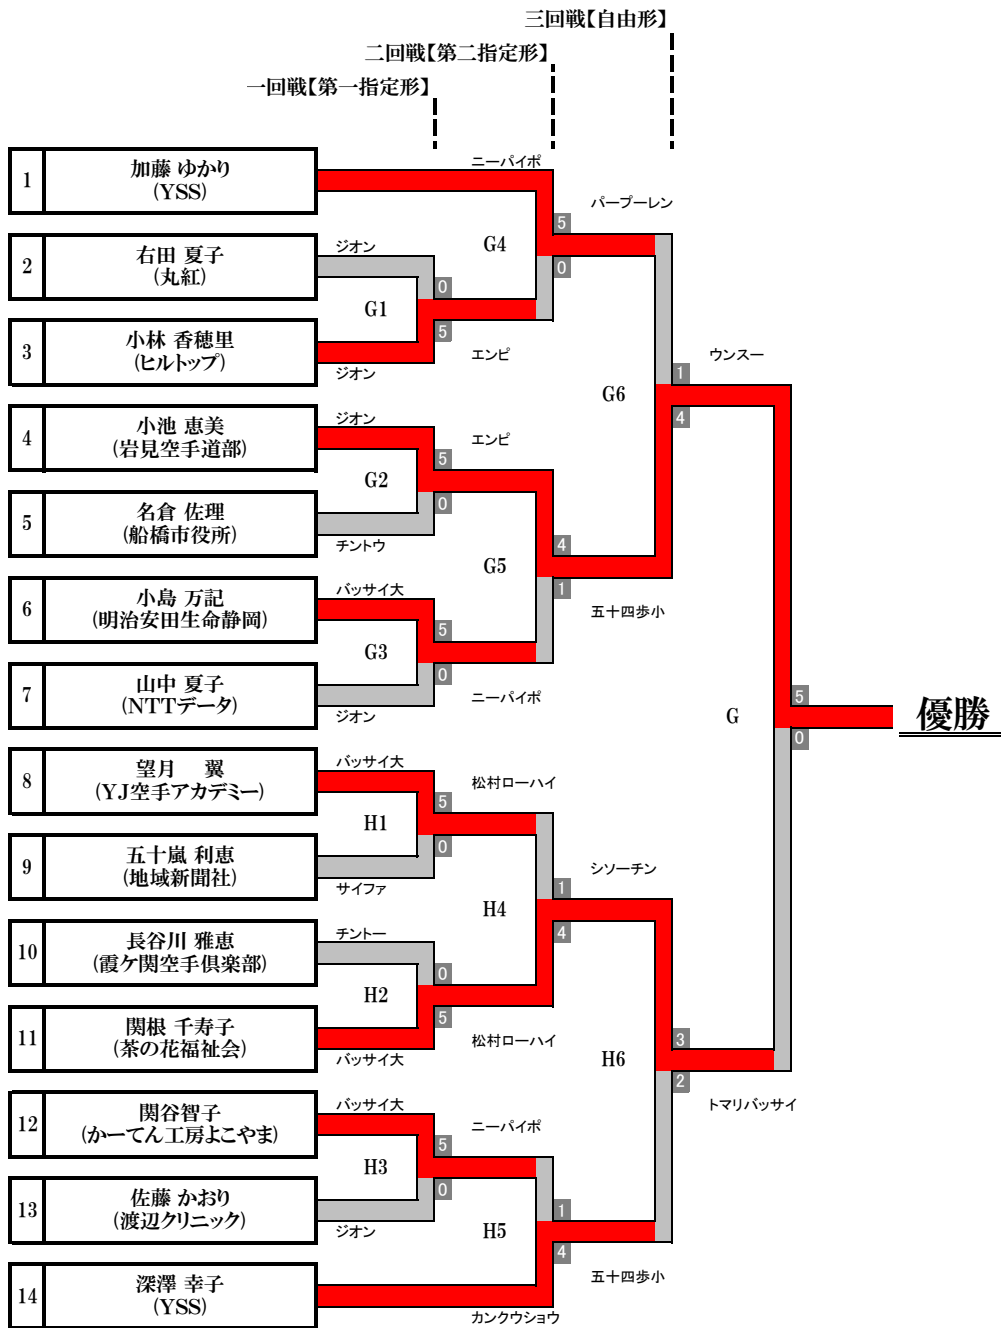 三回戦【自由形】
二回戦【第二指定形】
一回戦【第一指定形】
1
加藤 ゆかり
(YSS)
ニーパイポ
パープーレン
5
G4
0
2
右田 夏子
(丸紅)
ジオン
0
G1
5
3
小林 香穂里
(ヒルトップ)
ジオン
エンピ
ウンスー
1
G6
4
4
小池 恵美
(岩見空手道部)
ジオン
エンピ
5
G2
0
5
名倉 佐理
(船橋市役所)
チントウ
4
G5
1
五十四歩小
6
小島 万記
(明治安田生命静岡)
バッサイ大
5
G3
0
7
山中 夏子
(NTTデータ)
ジオン
ニーパイポ
5
G
0
優勝
8
望月 翼
(YJ空手アカデミー)
バッサイ大
松村ローハイ
5
H1
0
9
五十嵐 利恵
(地域新聞社)
サイファ
シソーチン
1
H4
4
10
長谷川 雅恵
(霞ケ関空手倶楽部)
チントー
0
H2
5
11
関根 千寿子
(茶の花福祉会)
バッサイ大
松村ローハイ
3
H6
2
トマリバッサイ
12
関谷智子
(かーてん工房よこやま)
バッサイ大
ニーパイポ
5
H3
0
13
佐藤 かおり
(渡辺クリニック)
ジオン
1
H5
4
五十四歩小
14
深澤 幸子
(YSS)
カンクウショウ